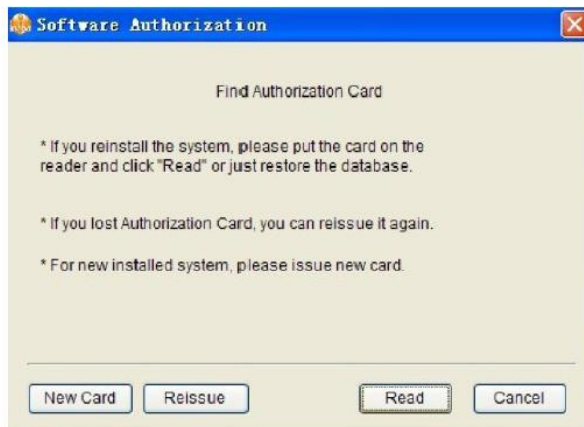 Software Authorization
Find Authorization Card
* If you reinstall the system, please put the card on the
reader and click "Read" or just restore the database.
* If you lost Authorization Card, you can reissue it again.
* For new installed system, please issue new card.
New Card Reissue Read Cancel